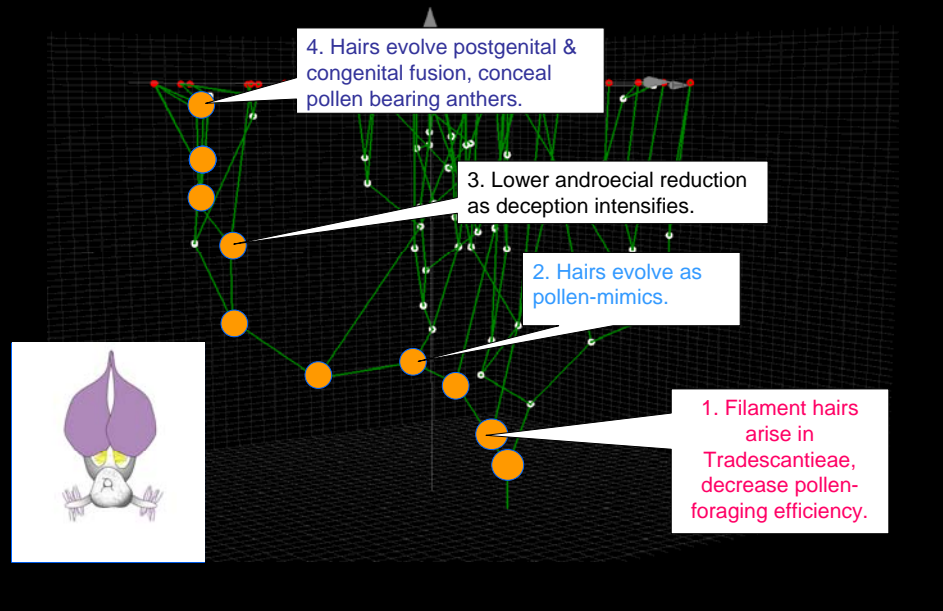 4. Hairs evolve postgenital &
congenital fusion, conceal
pollen bearing anthers.
3. Lower androecial reduction
as deception intensifies.
2. Hairs evolve as
pollen-mimics.
1. Filament hairs
arise in
Tradescantieae,
decrease pollen-
foraging efficiency.